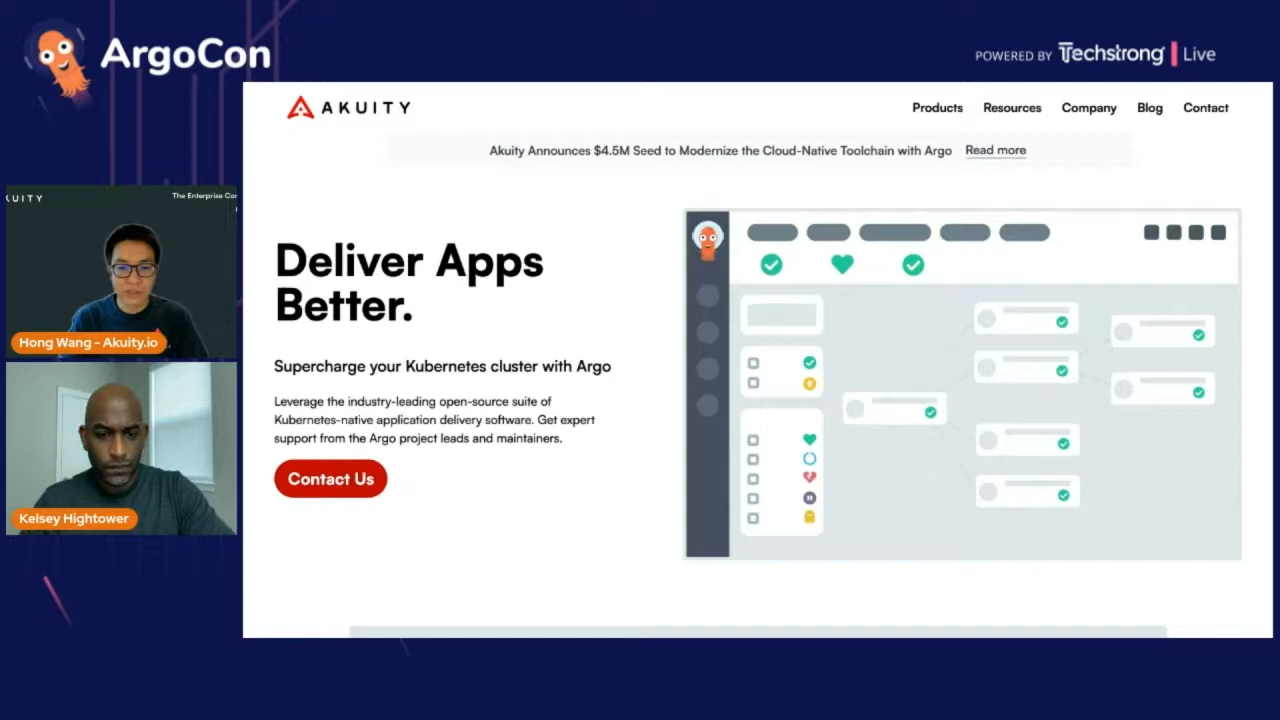 ArgoCon
POWERED BY Techstrong | Live
AKUITY
Products Resources Company Blog Contact
Akuity Announces $4.5M Seed to Modernize the Cloud-Native Toolchain with Argo Read more
KUITY
The Enterprise
Hong Wang - Akuity.io
Kelsey Hightower
Deliver Apps
Better.
Supercharge your Kubernetes cluster with Argo
Leverage the industry-leading open-source suite of
Kubernetes-native application delivery software. Get expert
support from the Argo project leads and maintainers.
Contact Us